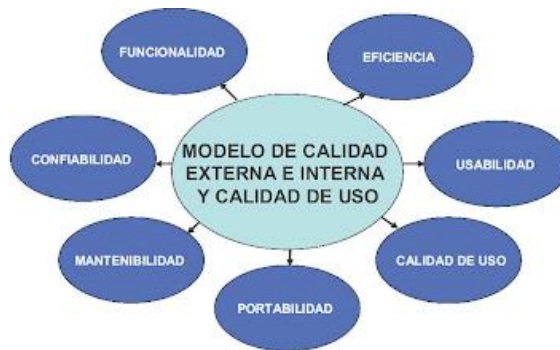 FUNCIONALIDAD
EFICIENCIA
CONFIABILIDAD
MODELO DE CALIDAD
EXTERNA E INTERNA
Y CALIDAD DE USO
USABILIDAD
MANTENIBILIDAD
CALIDAD DE USO
PORTABILIDAD